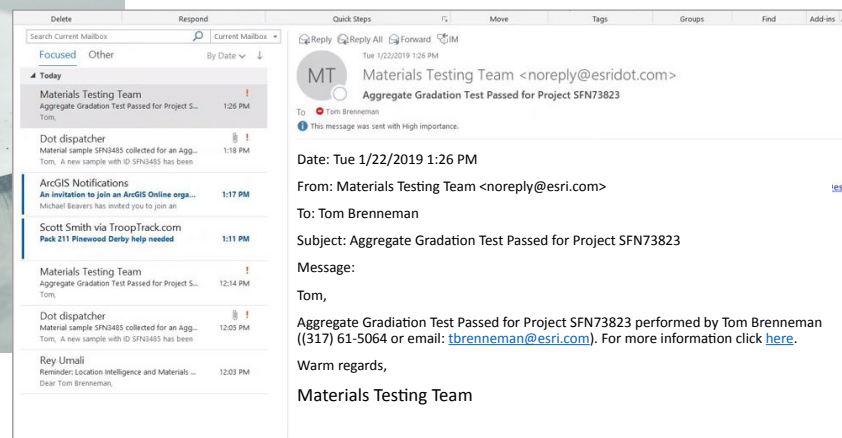 Delete Respond Quick Steps Move Tags Groups Find Add-ins
Search Current Mailbox Current Mailbox
Focused Other By Date
Today
Materials Testing Team
Aggregate Gradation Test Passed for Project S... 1:26 PM
Tom,
Dot dispatcher
Material sample SFN3485 collected for an Agg... 1:18 PM
Tom, A new sample with ID SFN3485 has been
ArcGIS Notifications
An invitation to join an ArcGIS Online orga... 1:17 PM
Michael Beavers has invited you to join an
Scott Smith via TroopTrack.com
Pack 211 Pinewood Derby help needed 1:11 PM
Materials Testing Team
Aggregate Gradation Test Passed for Project S... 12:14 PM
Tom,
Dot dispatcher
Material sample SFN3485 collected for an Agg... 12:05 PM
Tom, A new sample with ID SFN3485 has been
Rey Umali
Reminder: Location Intelligence and Materials ... 12:03 PM
Dear Tom Brenneman,
Reply Reply All Forward IM
Tue 1/22/2019 1:26 PM
MT
Materials Testing Team <noreply@esridot.com>
Aggregate Gradation Test Passed for Project SFN73823
To Tom Brenneman
This message was sent with High importance.
Date: Tue 1/22/2019 1:26 PM
From: Materials Testing Team <noreply@esri.com>
To: Tom Brenneman
Subject: Aggregate Gradation Test Passed for Project SFN73823
Message:
Tom,
Aggregate Gradiation Test Passed for Project SFN73823 performed by Tom Brenneman
((317) 61-5064 or email: tbrenneman@esri.com). For more information click here.
Warm regards,
Materials Testing Team